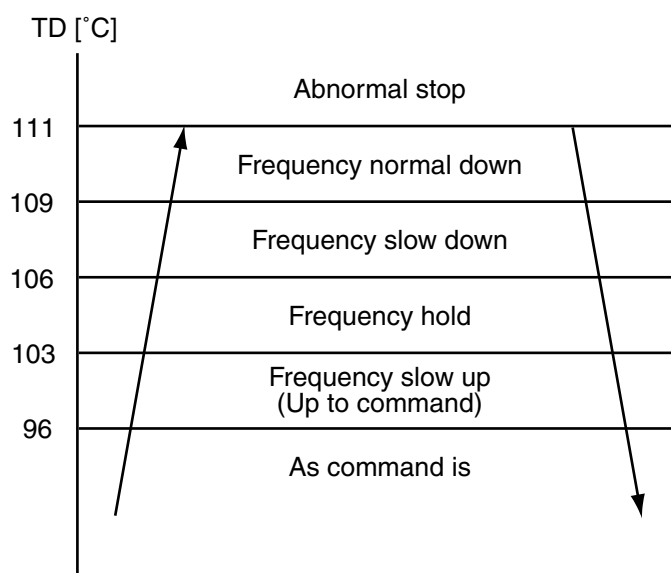 TD [˚C]
Abnormal stop
111
Frequency normal down
109
Frequency slow down
106
Frequency hold
103
Frequency slow up
(Up to command)
96
As command is